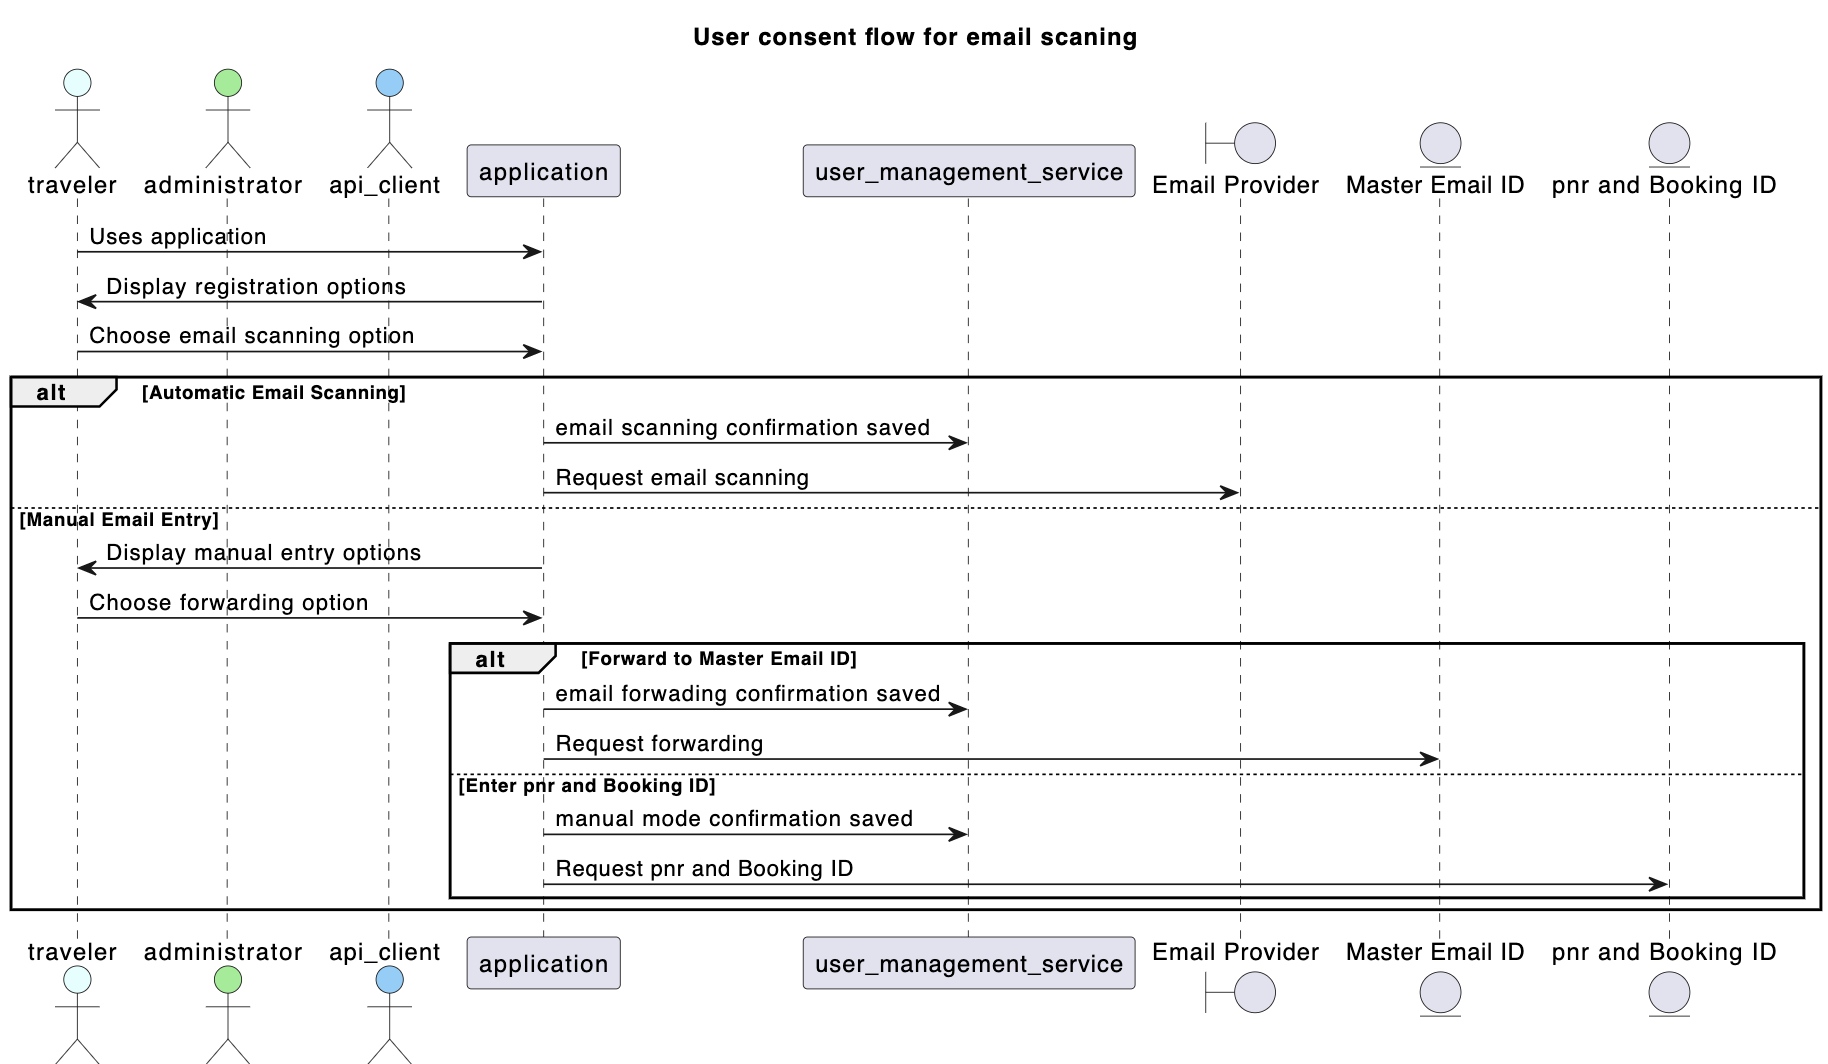 User consent flow for email scaning
traveler
administrator
api_client
application
user_management_service
Email Provider
Master Email ID
pnr and Booking ID
Uses application
Display registration options
Choose email scanning option
alt
[Automatic Email Scanning]
email scanning confirmation saved
Request email scanning
[Manual Email Entry]
Display manual entry options
Choose forwarding option
alt
[Forward to Master Email ID]
email forwading confirmation saved
Request forwarding
[Enter pnr and Booking ID]
manual mode confirmation saved
Request pnr and Booking ID
traveler
administrator
api_client
application
user_management_service
Email Provider
Master Email ID
pnr and Booking ID